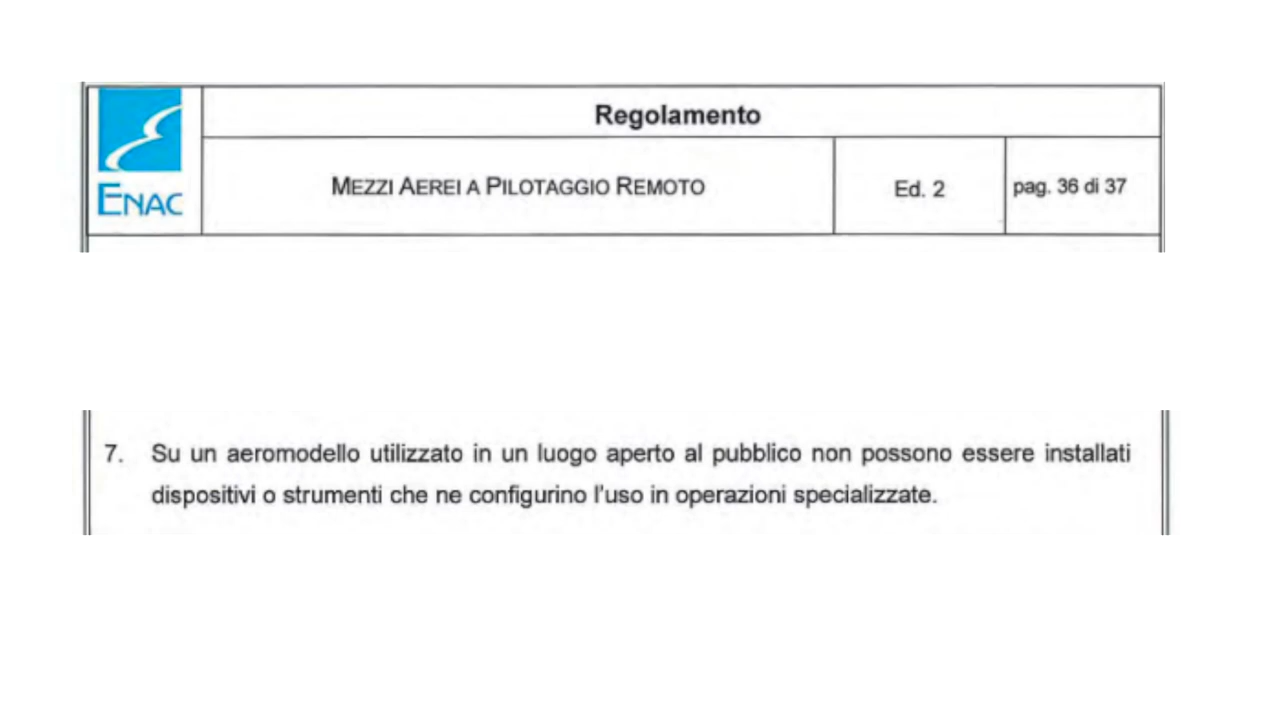 Regolamento
ENAC
MEZZI AEREI A PILOTAGGIO REMOTO
Ed. 2
pag. 36 di 37
7. Su un aeromodello utilizzato in un luogo aperto al pubblico non possono essere installati
dispositivi o strumenti che ne configurino l'uso in operazioni specializzate.